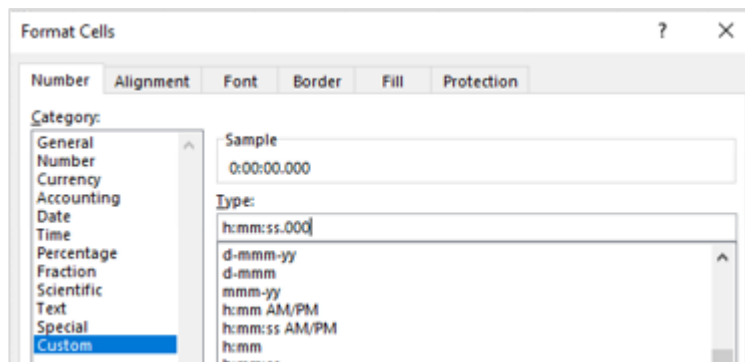 Format Cells
Number Alignment Font Border Fill Protection
Category:
General
Number
Currency
Accounting
Date
Time
Percentage
Fraction
Scientific
Text
Special
Custom
Sample
0:00:00.000
Type:
h:mm:ss.000
d-mmm-yy
d-mmm
mmm-yy
h:mm AM/PM
h:mm:ss AM/PM
h:mm